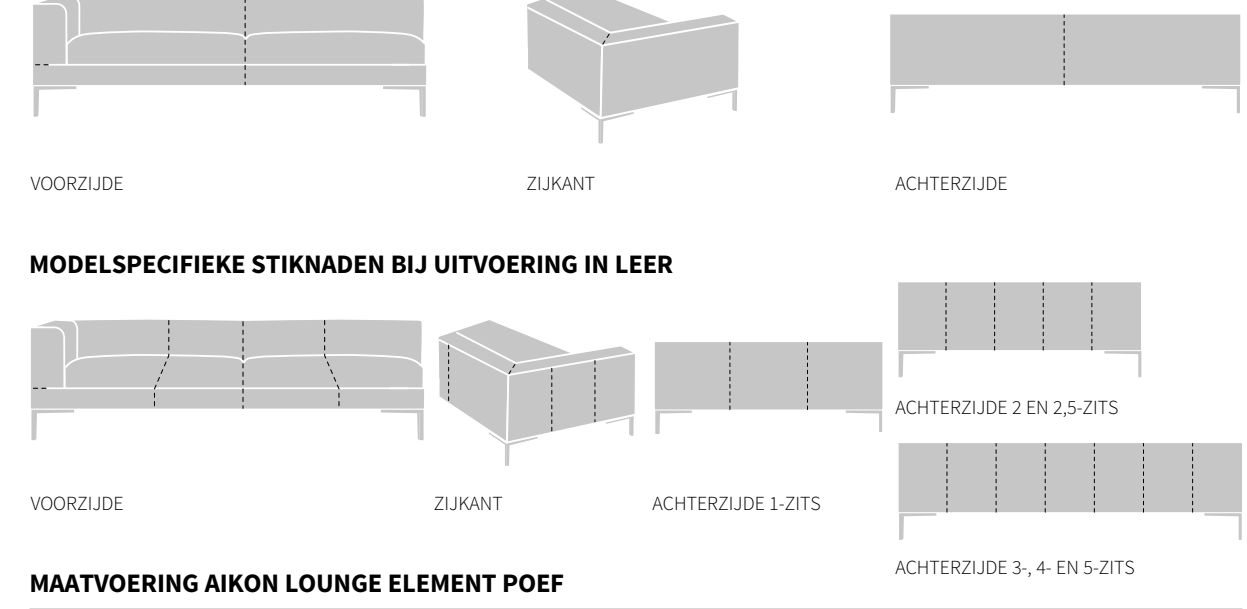 VOORZIJDE
ZIJKANT
ACHTERZIJDE
MODELSPECIFIEKE STIKNADEN BIJ UITVOERING IN LEER
ACHTERZIJDE 2 EN 2,5-ZITS
VOORZIJDE
ZIJKANT
ACHTERZIJDE 1-ZITS
ACHTERZIJDE 3-, 4- EN 5-ZITS
MAATVOERING AIKON LOUNGE ELEMENT POEF